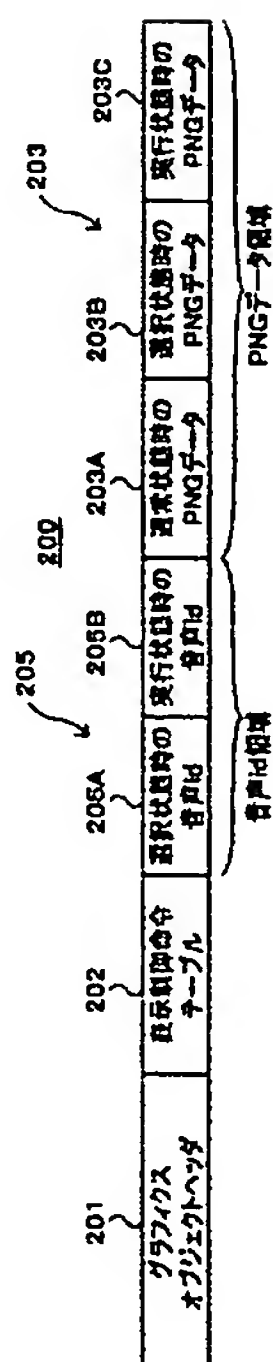 200
205
203
201
202
205A
205B
203A
203B
203C
グラフィクス
オブジェクトヘッダ
表示制御命令
テーブル
選択状態時の
音声id
実行状態時の
音声id
通常状態時の
PNGデータ
選択状態時の
PNGデータ
実行状態時の
PNGデータ
音声id領域
PNGデータ領域